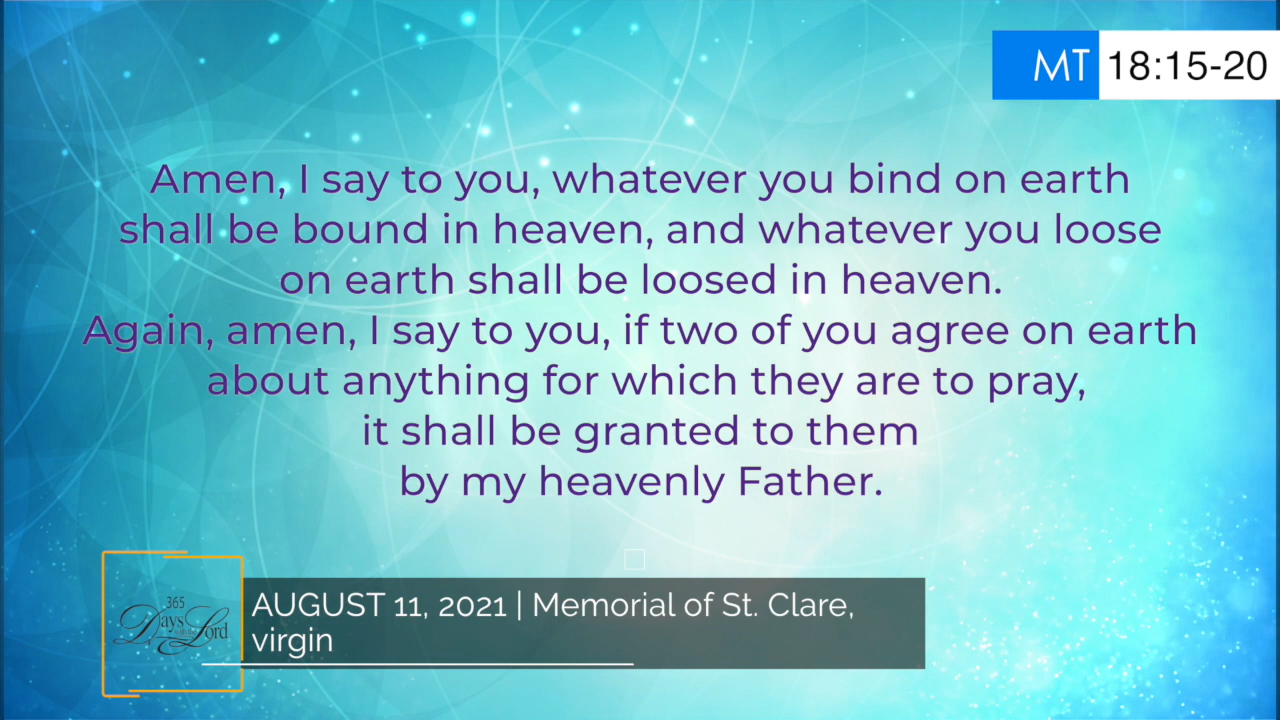 MT 18:15-20
Amen, I say to you, whatever you bind on earth
shall be bound in heaven, and whatever you loose
on earth shall be loosed in heaven.
Again, amen, I say to you, if two of you agree on earth
about anything for which they are to pray,
it shall be granted to them
by my heavenly Father.
365
Days with the Lord
AUGUST 11, 2021 | Memorial of St. Clare,
virgin